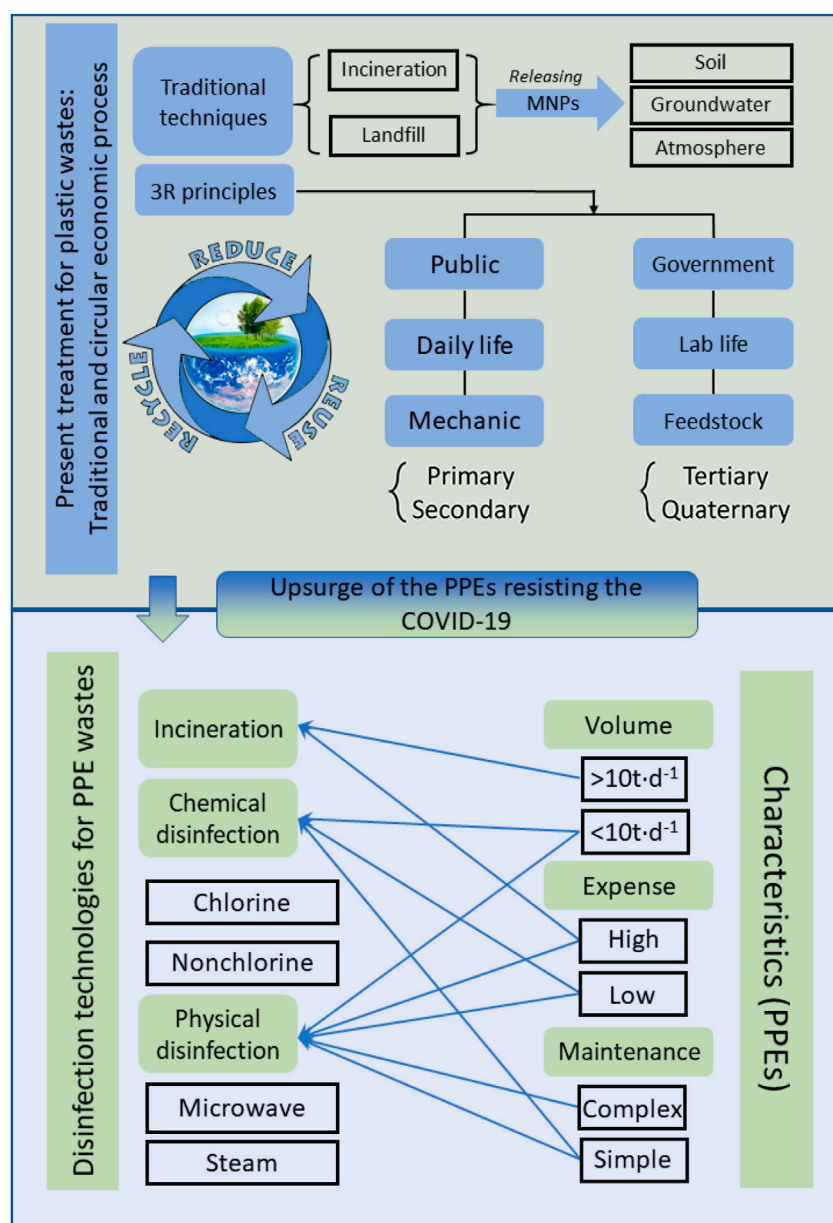 Present treatment for plastic wastes:
Traditional and circular economic process
Traditional
techniques
Incineration
Landfill
Releasing
MNPs
Soil
Groundwater
Atmosphere
3R principles
REDUCE
REUSE
RECYCLE
Public
Government
Daily life
Lab life
Mechanic
Feedstock
Primary
Secondary
Tertiary
Quaternary
Upsurge of the PPEs resisting the
COVID-19
Disinfection technologies for PPE wastes
Incineration
Chemical
disinfection
Chlorine
Nonchlorine
Physical
disinfection
Microwave
Steam
Volume
>10t·d⁻¹
<10t·d⁻¹
Expense
High
Low
Maintenance
Complex
Simple
Characteristics (PPEs)